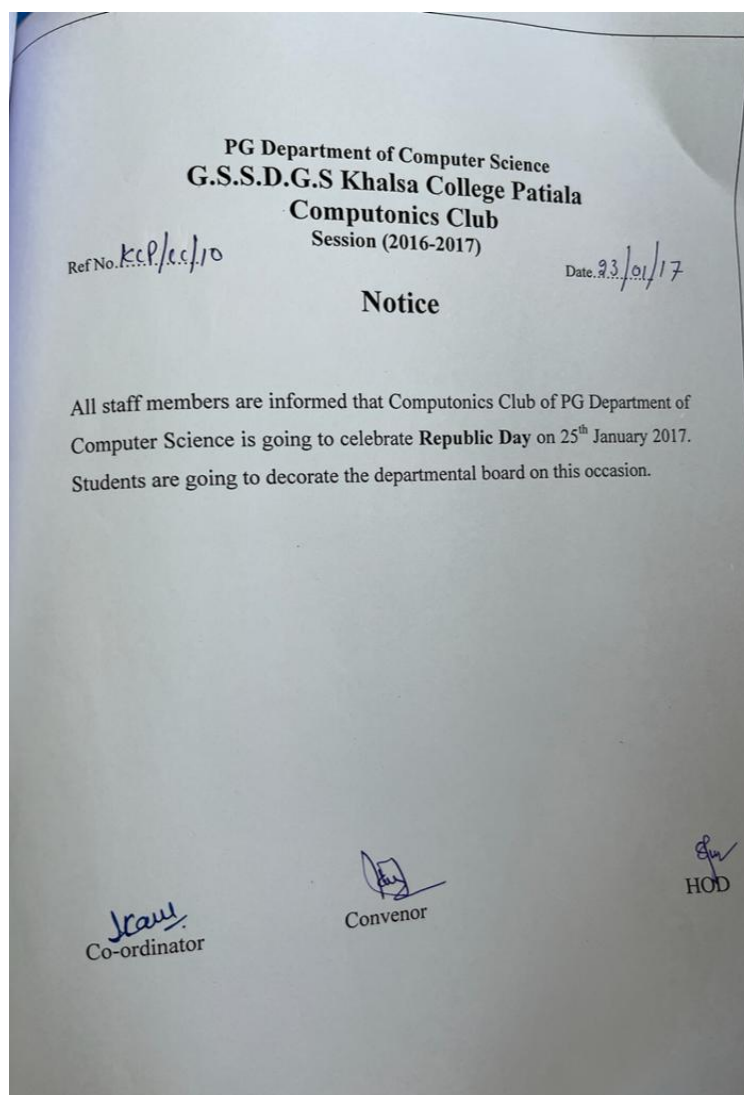 PG Department of Computer Science
G.S.S.D.G.S Khalsa College Patiala
Computonics Club
Session (2016-2017)
Ref No. KCP/CC/10
Date. 23/01/17
Notice
All staff members are informed that Computonics Club of PG Department of
Computer Science is going to celebrate Republic Day on 25th January 2017.
Students are going to decorate the departmental board on this occasion.
Co-ordinator
Convenor
HOD